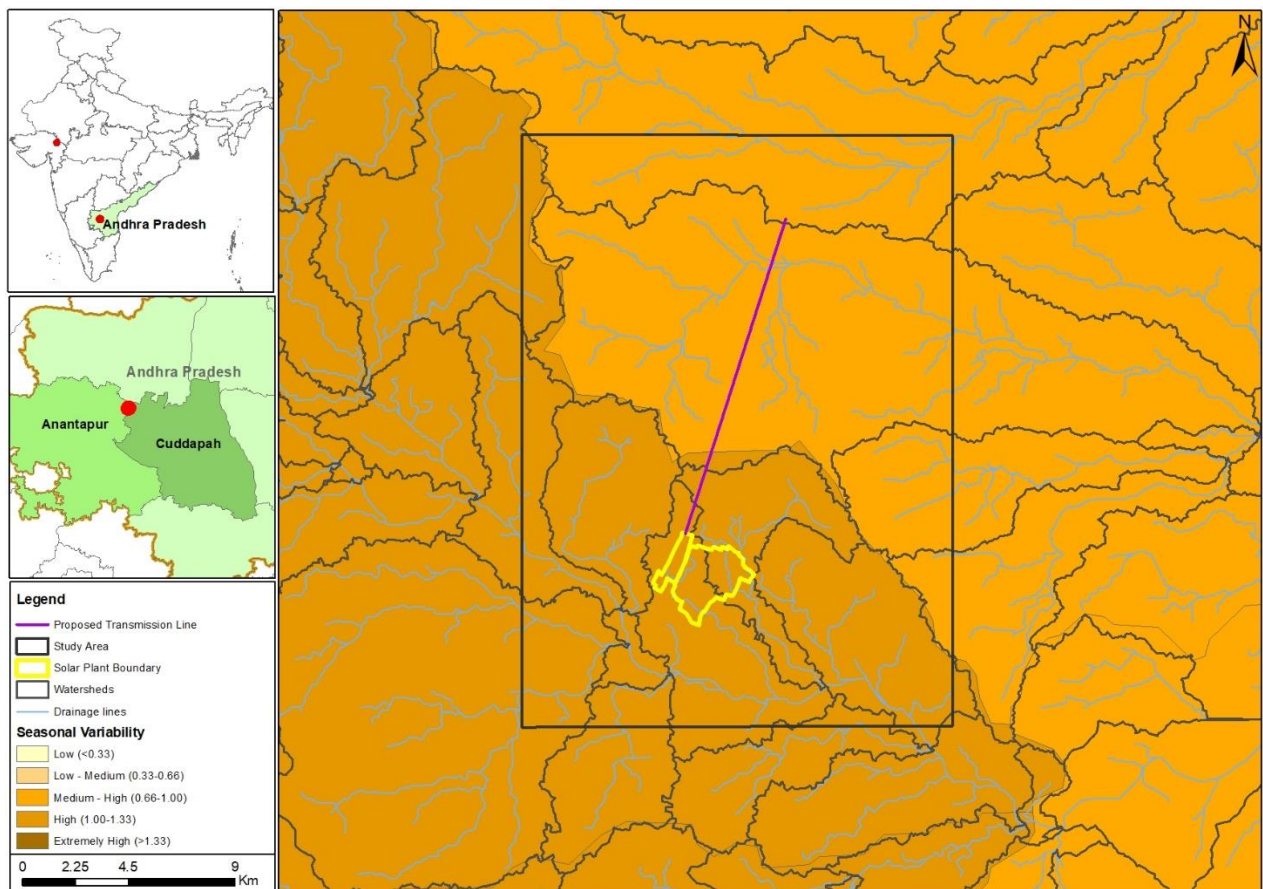 Andhra Pradesh
Andhra Pradesh
Anantapur
Cuddapah
Legend
Proposed Transmission Line
Study Area
Solar Plant Boundary
Watersheds
Drainage lines
Seasonal Variability
Low (<0.33)
Low - Medium (0.33-0.66)
Medium - High (0.66-1.00)
High (1.00-1.33)
Extremely High (>1.33)
0 2.25 4.5 9
Km
N